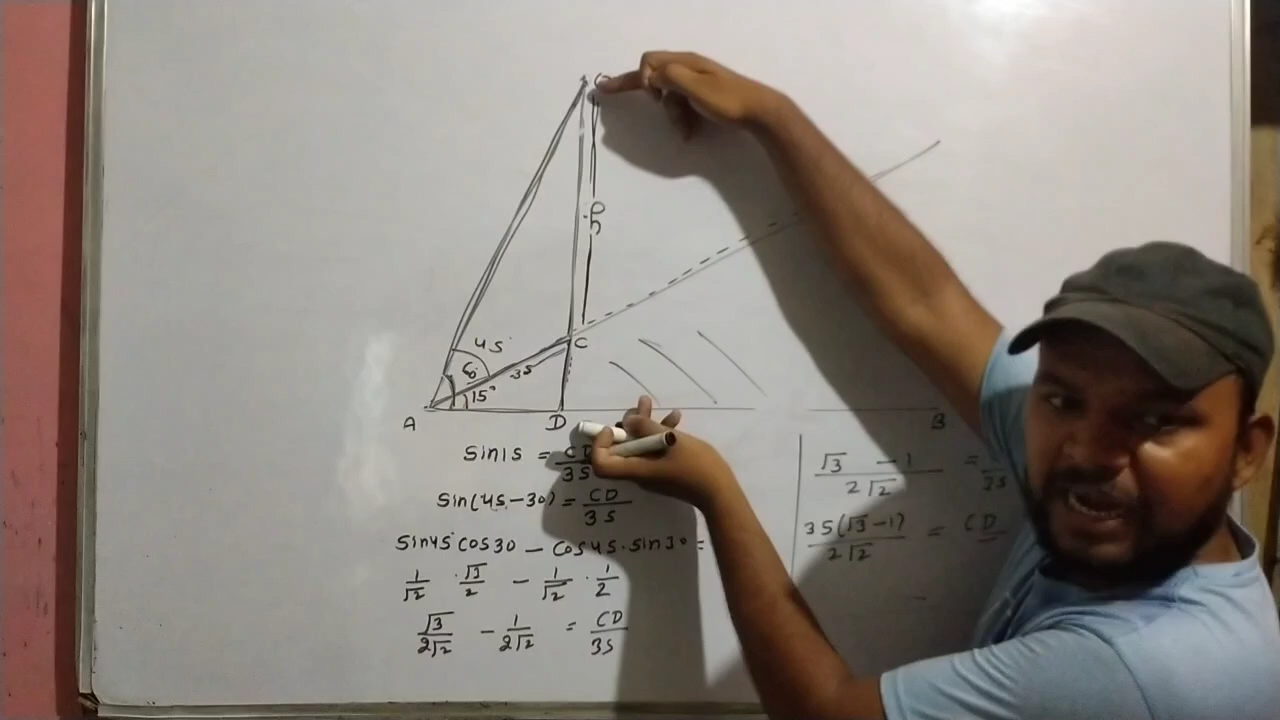 45°
60
35
15°
C
A
D
B
sin15 = CD/35
sin(45-30) = CD/35
sin45°cos30 - cos45.sin30 =
1/√2 · √3/2 - 1/√2 · 1/2
√3/2√2 - 1/2√2 = CD/35
√3 - 1/2√2 = /35
35(√3-1)/2√2 = CD